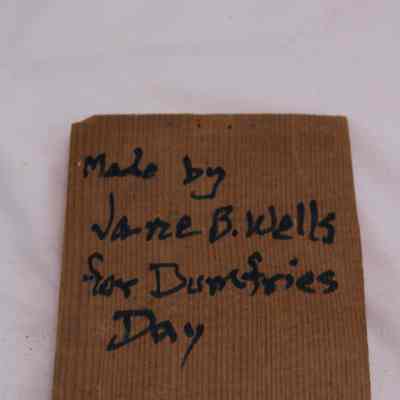 Made by
Jane B. Wells
for Dumfries
Day